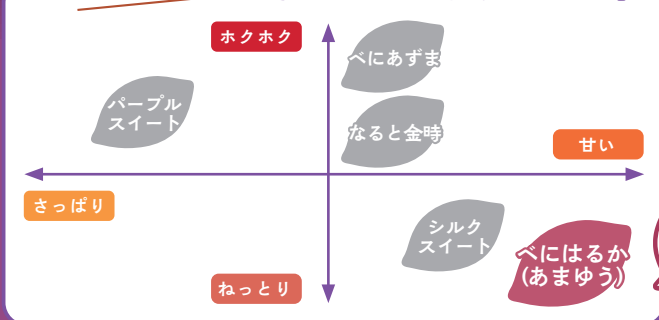 ホクホク
べにあずま
パープル
スイート
なると金時
甘い
さっぱり
シルク
スイート
べにはるか
(あまゆう)
ねっとり